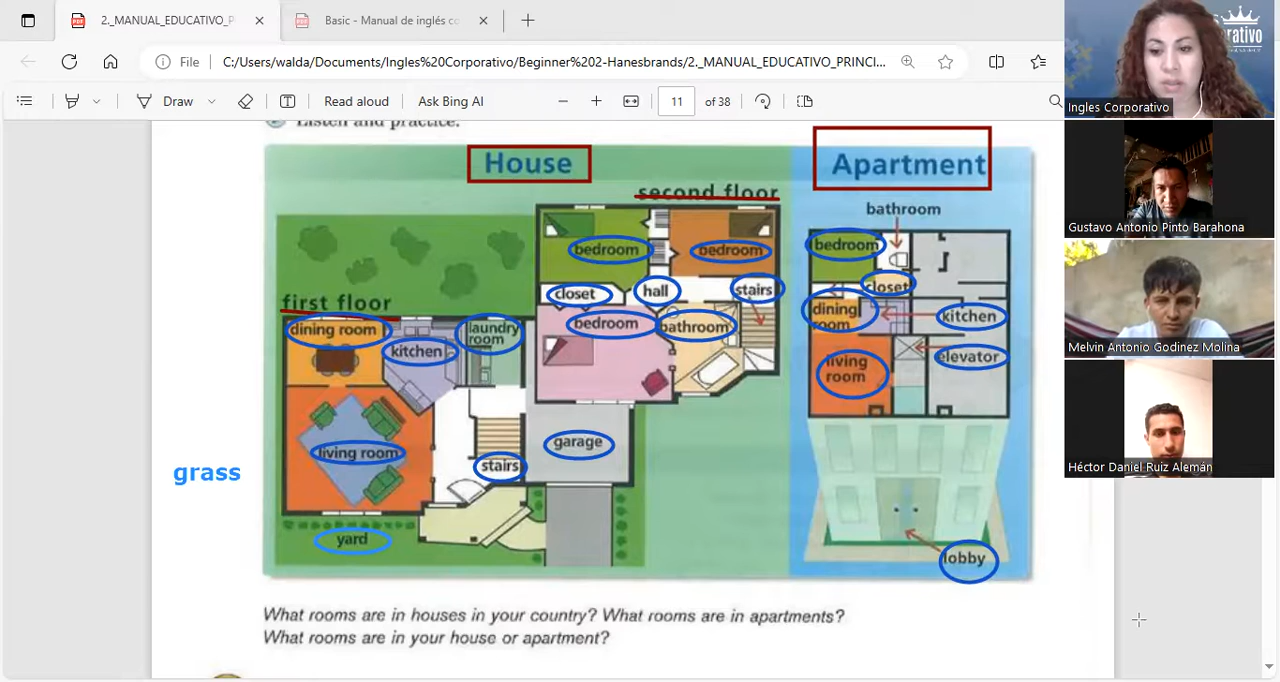 2._MANUAL_EDUCATIVO_P
Basic - Manual de inglés co
File
C:/Users/walda/Documents/Ingles%20Corporativo/Beginner%202-Hanesbrands/2._MANUAL_EDUCATIVO_PRINCI...
Draw
Read aloud
Ask Bing AI
11 of 38
Listen and practice.
House
second floor
bedroom
bedroom
closet
hall
stairs
bedroom
bathroom
first floor
dining room
kitchen
laundry
room
living room
stairs
garage
yard
grass
Apartment
bathroom
bedroom
closet
dining
room
kitchen
living
room
elevator
lobby
What rooms are in houses in your country? What rooms are in apartments?
What rooms are in your house or apartment?
rativo
Ingles Corporativo
Gustavo Antonio Pinto Barahona
Melvin Antonio Godinez Molina
Héctor Daniel Ruiz Alemán